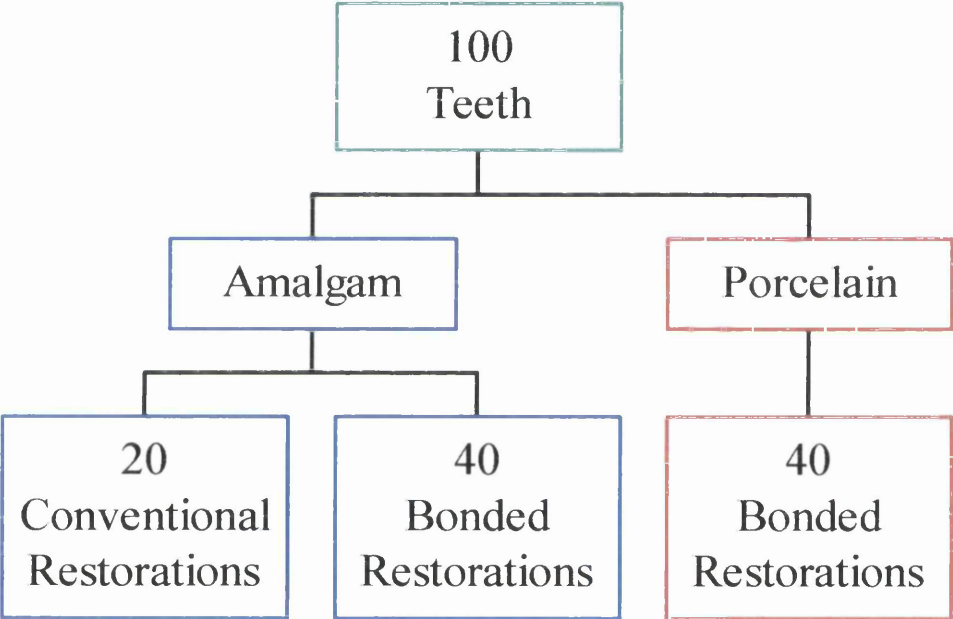 100
Teeth
Amalgam
Porcelain
20
Conventional
Restorations
40
Bonded
Restorations
40
Bonded
Restorations